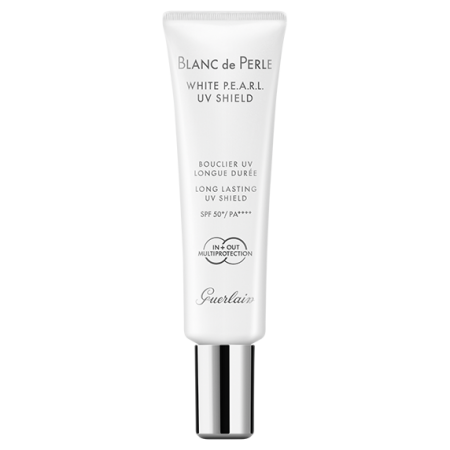 BLANC de PERLE
WHITE P.E.A.R.L.
UV SHIELD
BOUCLIER UV
LONGUE DURÉE
LONG LASTING
UV SHIELD
SPF 50+/ PA++++
IN + OUT
MULTIPROTECTION
Guerlain